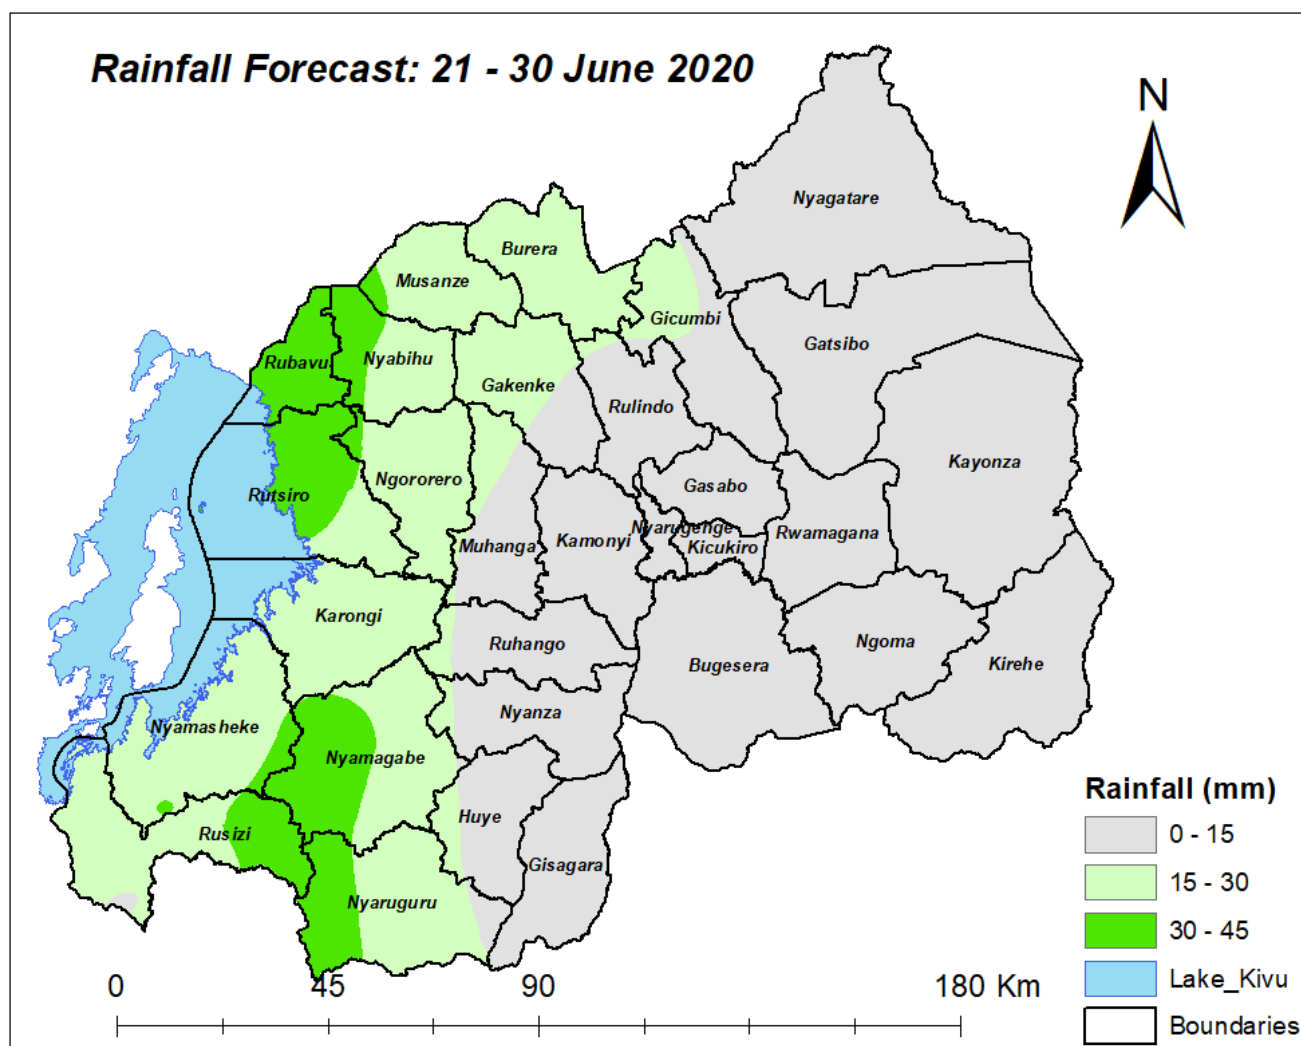 Rainfall Forecast: 21 - 30 June 2020
N
Nyagatare
Burera
Musanze
Gicumbi
Gatsibo
Rubavu
Nyabihu
Gakenke
Rulindo
Kayonza
Ngororero
Gasabo
Rutsiro
Nyarugenge
Rwamagana
Muhanga
Kamonyi
Kicukiro
Karongi
Ruhango
Bugesera
Ngoma
Kirehe
Nyanza
Nyamasheke
Nyamagabe
Huye
Rusizi
Gisagara
Nyaruguru
Rainfall (mm)
0 - 15
15 - 30
30 - 45
Lake_Kivu
Boundaries
0 45 90 180 Km